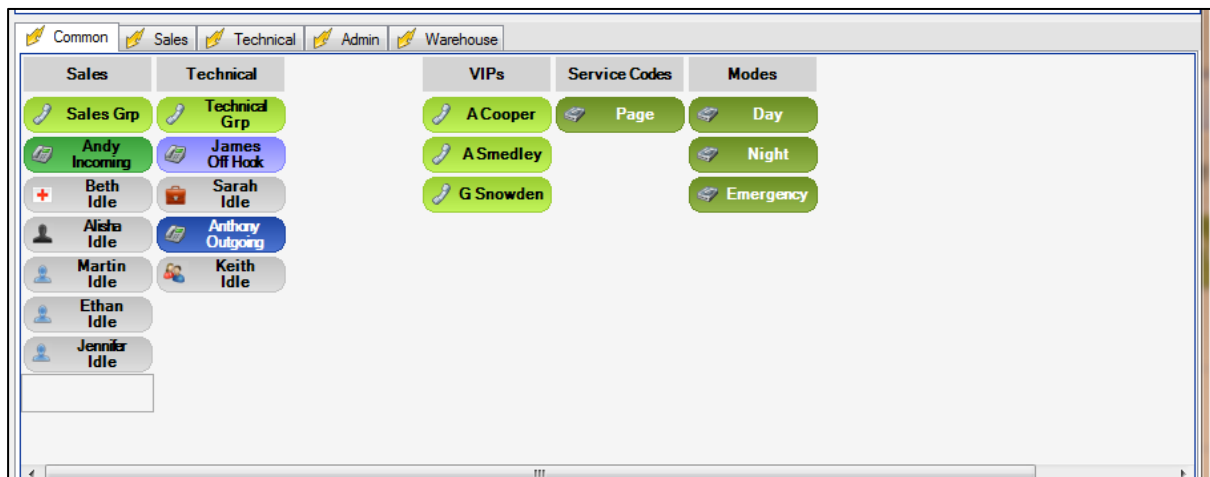 Common Sales Technical Admin Warehouse
Sales Technical VIPs Service Codes Modes
Sales Grp
Technical
Grp
A Cooper
Page
Day
Andy
Incoming
James
Off Hook
A Smedley
Night
Beth
Idle
Sarah
Idle
G Snowden
Emergency
Alisha
Idle
Anthony
Outgoing
Martin
Idle
Keith
Idle
Ethan
Idle
Jennifer
Idle